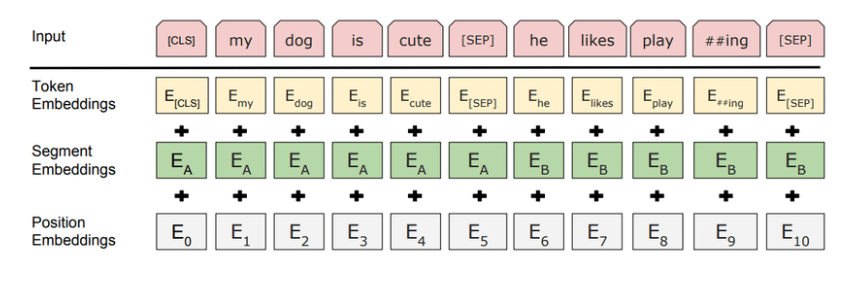 Input [CLS] my dog is cute [SEP] he likes play ##ing [SEP]
Token
Embeddings E[CLS] Emy Edog Eis Ecute E[SEP] Ehe Elikes Eplay E##ing E[SEP]
+ + + + + + + + + + +
Segment
Embeddings EA EA EA EA EA EA EB EB EB EB EB
+ + + + + + + + + + +
Position
Embeddings E0 E1 E2 E3 E4 E5 E6 E7 E8 E9 E10